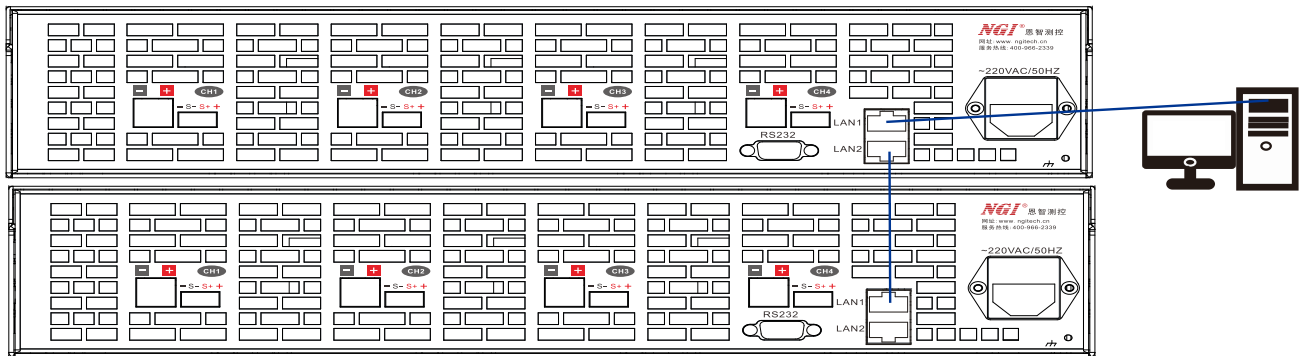 NGI® 恩智测控
网址: www. ngitech.cn
服务热线: 400-966-2339
~220VAC/50HZ
− + CH1
− S− S+ +
− + CH2
− S− S+ +
− + CH3
− S− S+ +
− + CH4
− S− S+ +
LAN1
RS232
LAN2
NGI® 恩智测控
网址: www. ngitech.cn
服务热线: 400-966-2339
~220VAC/50HZ
− + CH1
− S− S+ +
− + CH2
− S− S+ +
− + CH3
− S− S+ +
− + CH4
− S− S+ +
LAN1
RS232
LAN2